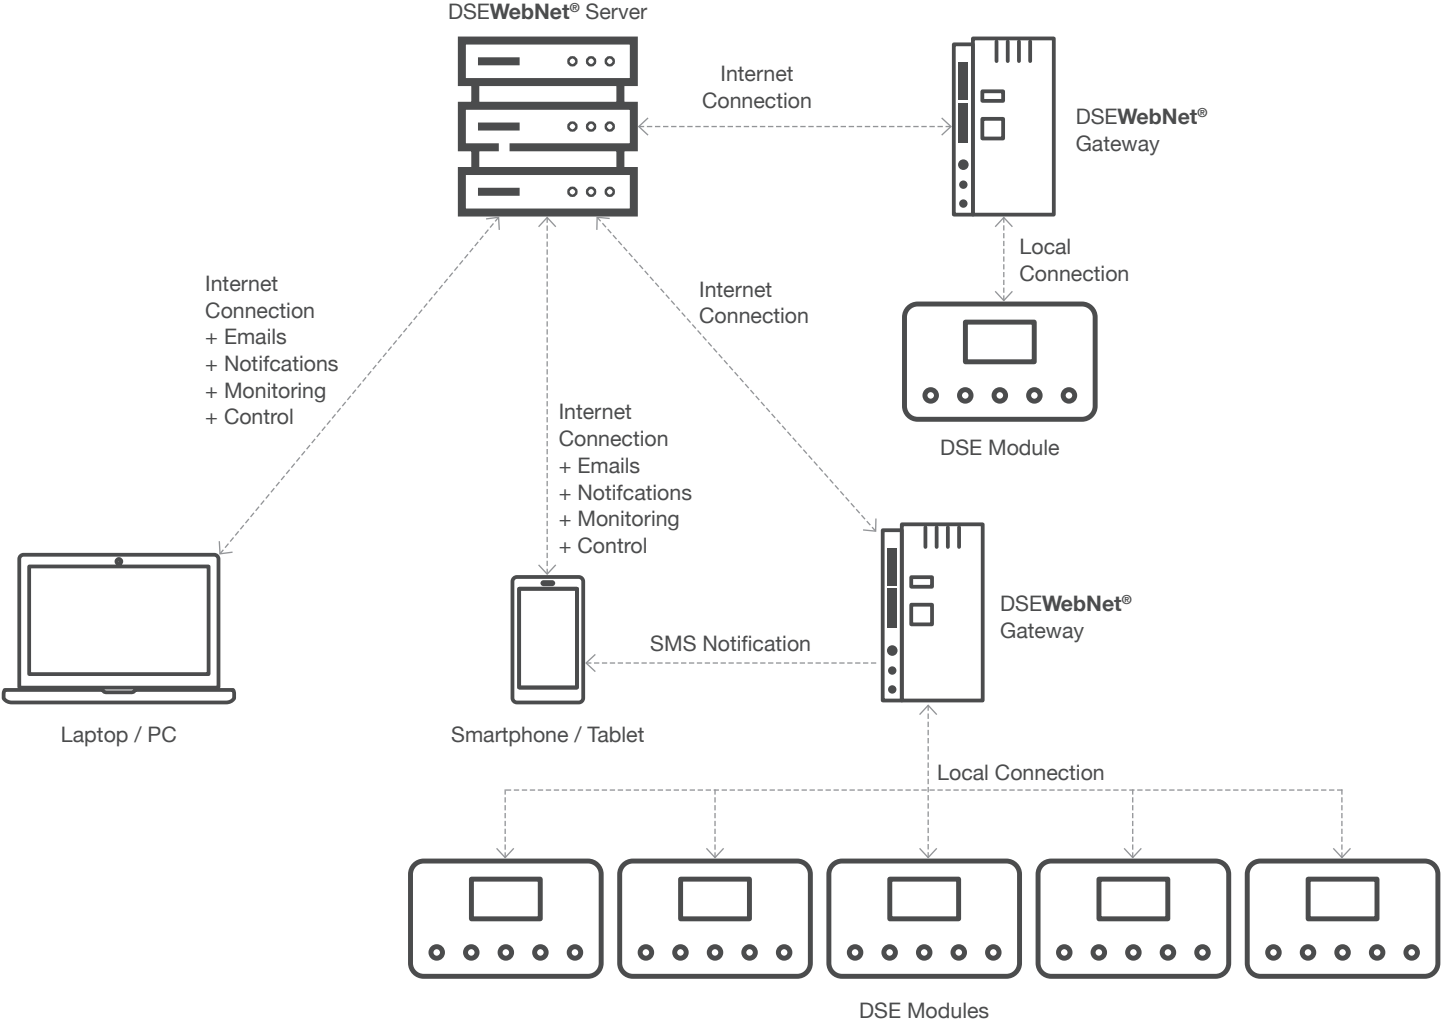 DSEWebNet® Server
Internet
Connection
DSEWebNet®
Gateway
Local
Connection
DSE Module
Internet
Connection
+ Emails
+ Notifcations
+ Monitoring
+ Control
Internet
Connection
Internet
Connection
+ Emails
+ Notifcations
+ Monitoring
+ Control
DSEWebNet®
Gateway
SMS Notification
Laptop / PC
Smartphone / Tablet
Local Connection
DSE Modules